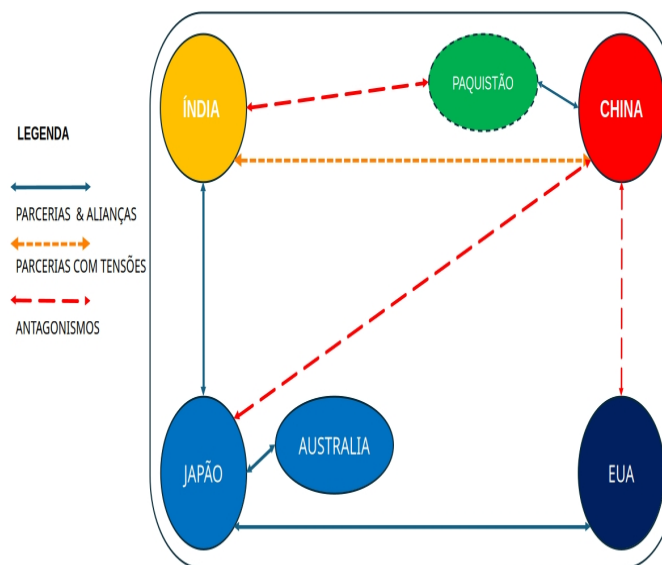 LEGENDA
PARCERIAS & ALIANÇAS
PARCERIAS COM TENSÕES
ANTAGONISMOS
ÍNDIA
PAQUISTÃO
CHINA
JAPÃO
AUSTRALIA
EUA